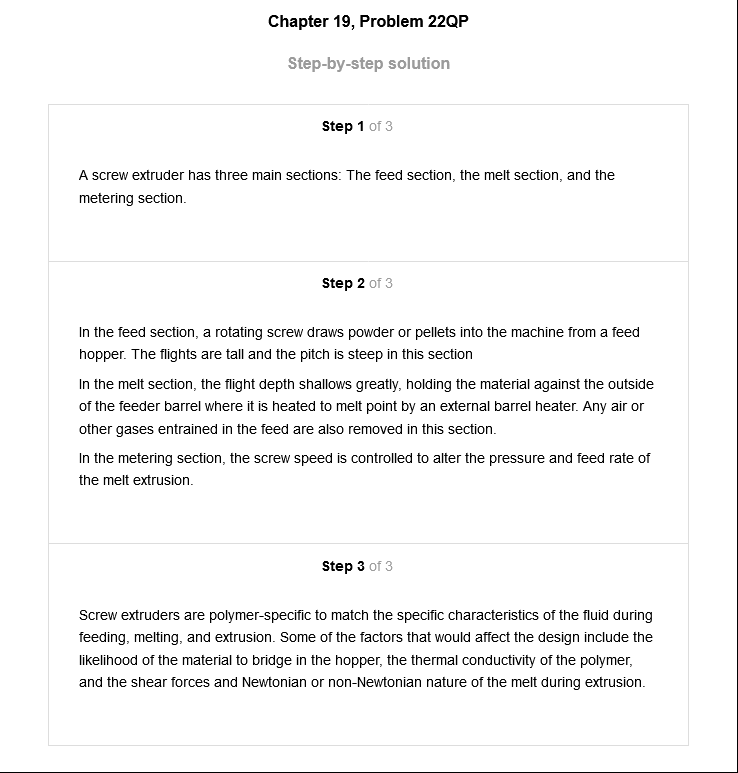 Chapter 19, Problem 22QP
Step-by-step solution
Step 1 of 3
A screw extruder has three main sections: The feed section, the melt section, and the
metering section.
Step 2 of 3
In the feed section, a rotating screw draws powder or pellets into the machine from a feed
hopper. The flights are tall and the pitch is steep in this section
In the melt section, the flight depth shallows greatly, holding the material against the outside
of the feeder barrel where it is heated to melt point by an external barrel heater. Any air or
other gases entrained in the feed are also removed in this section.
In the metering section, the screw speed is controlled to alter the pressure and feed rate of
the melt extrusion.
Step 3 of 3
Screw extruders are polymer-specific to match the specific characteristics of the fluid during
feeding, melting, and extrusion. Some of the factors that would affect the design include the
likelihood of the material to bridge in the hopper, the thermal conductivity of the polymer,
and the shear forces and Newtonian or non-Newtonian nature of the melt during extrusion.